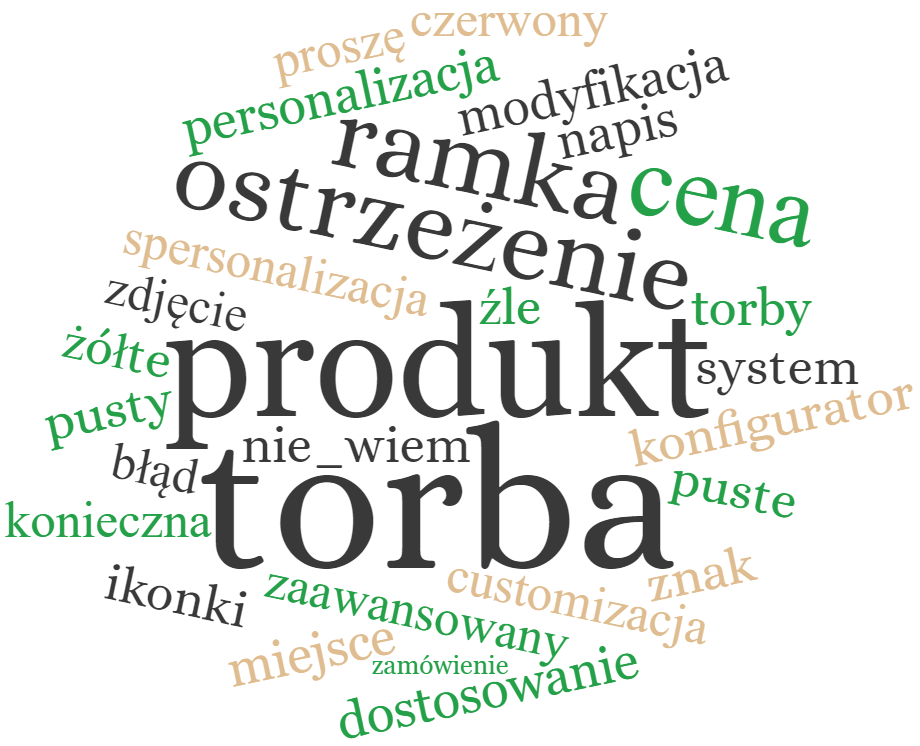 czerwony
proszę
personalizacja
modyfikacja
napis
ramka
cena
ostrzeżenie
spersonalizacja
zdjęcie
źle
torby
żółte
produkt
system
pusty
konfigurator
nie_wiem
błąd
torba
puste
konieczna
ikonki
zaawansowany
customizacja
znak
miejsce
zamówienie
dostosowanie